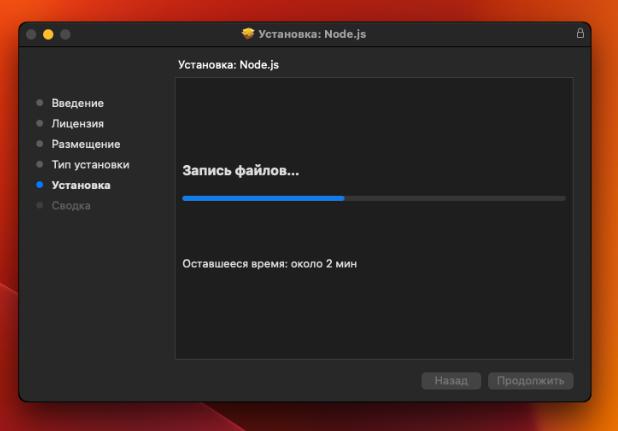 Установка: Node.js
Установка: Node.js
Введение
Лицензия
Размещение
Тип установки
Установка
Сводка
Запись файлов...
Оставшееся время: около 2 мин
Назад
Продолжить